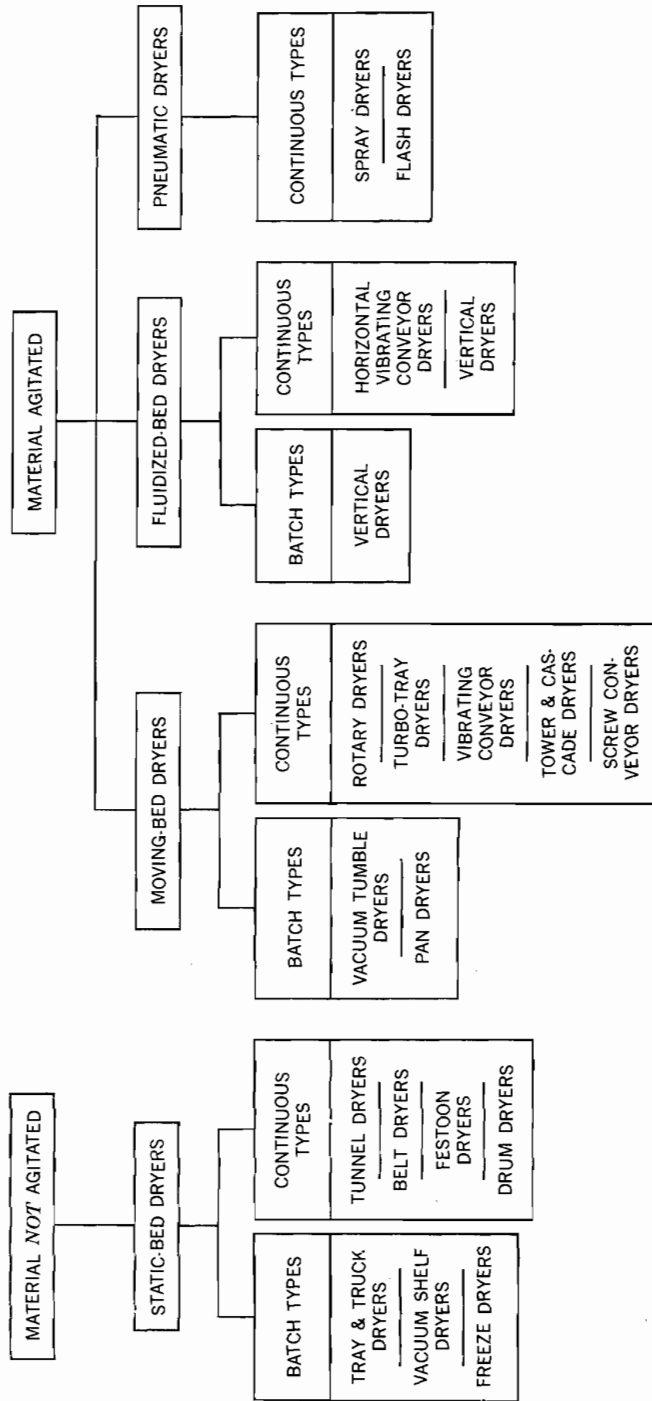 MATERIAL NOT AGITATED
STATIC-BED DRYERS
BATCH TYPES
TRAY & TRUCK
DRYERS
VACUUM SHELF
DRYERS
FREEZE DRYERS
CONTINUOUS
TYPES
TUNNEL DRYERS
BELT DRYERS
FESTOON
DRYERS
DRUM DRYERS
MATERIAL AGITATED
MOVING-BED DRYERS
BATCH TYPES
VACUUM TUMBLE
DRYERS
PAN DRYERS
CONTINUOUS
TYPES
ROTARY DRYERS
TURBO-TRAY
DRYERS
VIBRATING
CONVEYOR
DRYERS
TOWER & CAS-
CADE DRYERS
SCREW CON-
VEYOR DRYERS
FLUIDIZED-BED DRYERS
BATCH TYPES
VERTICAL
DRYERS
CONTINUOUS
TYPES
HORIZONTAL
VIBRATING
CONVEYOR
DRYERS
VERTICAL
DRYERS
PNEUMATIC DRYERS
CONTINUOUS TYPES
SPRAY DRYERS
FLASH DRYERS